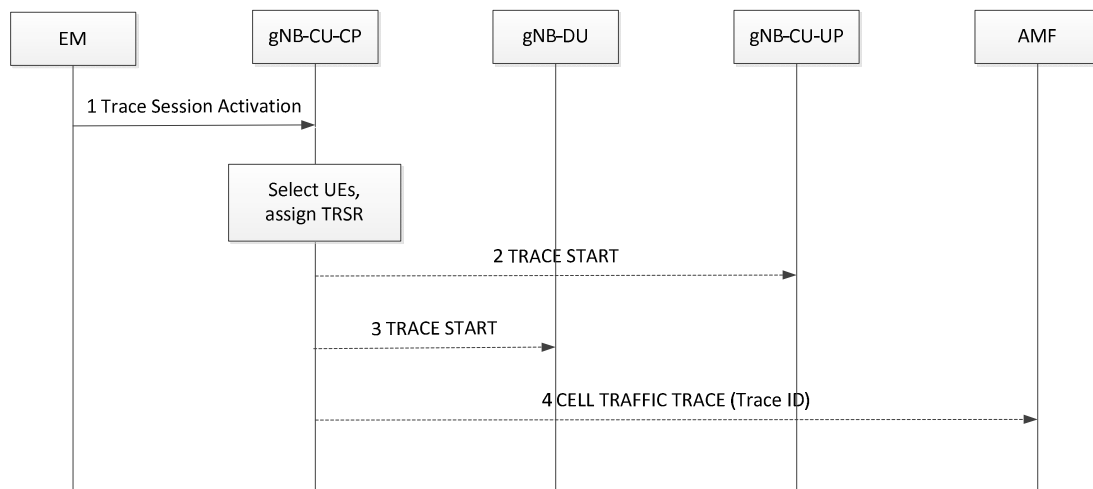 EM
gNB-CU-CP
gNB-DU
gNB-CU-UP
AMF
1 Trace Session Activation
Select UEs,
assign TRSR
2 TRACE START
3 TRACE START
4 CELL TRAFFIC TRACE (Trace ID)